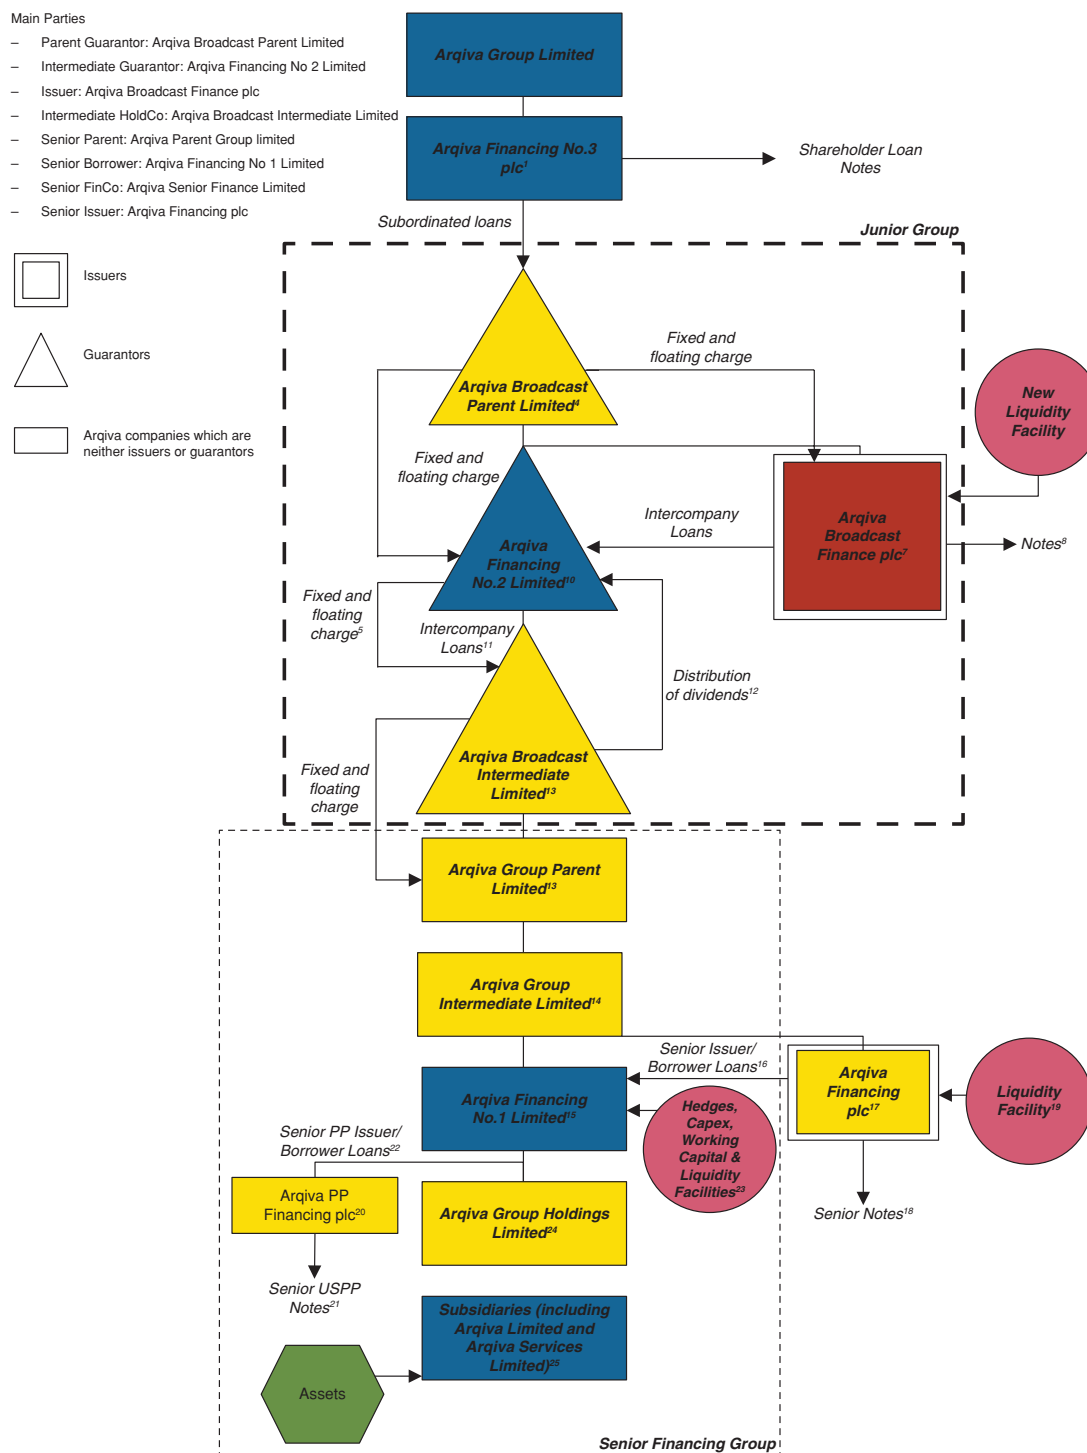 Main Parties
– Parent Guarantor: Arqiva Broadcast Parent Limited
– Intermediate Guarantor: Arqiva Financing No 2 Limited
– Issuer: Arqiva Broadcast Finance plc
– Intermediate HoldCo: Arqiva Broadcast Intermediate Limited
– Senior Parent: Arqiva Parent Group limited
– Senior Borrower: Arqiva Financing No 1 Limited
– Senior FinCo: Arqiva Senior Finance Limited
– Senior Issuer: Arqiva Financing plc
Issuers
Guarantors
Arqiva companies which are
neither issuers or guarantors
Arqiva Group Limited
Arqiva Financing No.3
plc1
Shareholder Loan
Notes
Subordinated loans
Junior Group
Fixed and
floating charge
Arqiva Broadcast
Parent Limited4
New
Liquidity
Facility
Fixed and
floating charge
Intercompany
Loans
Arqiva
Broadcast
Finance plc7
Notes8
Arqiva
Financing
No.2 Limited10
Fixed and
floating
charge5
Intercompany
Loans11
Distribution
of dividends12
Arqiva Broadcast
Intermediate
Limited13
Fixed and
floating
charge
Arqiva Group Parent
Limited13
Arqiva Group
Intermediate Limited14
Senior Issuer/
Borrower Loans16
Arqiva
Financing
plc17
Liquidity
Facility19
Arqiva Financing
No.1 Limited15
Hedges,
Capex,
Working
Capital &
Liquidity
Facilities23
Senior PP Issuer/
Borrower Loans22
Arqiva PP
Financing plc20
Arqiva Group Holdings
Limited24
Senior Notes18
Senior USPP
Notes21
Subsidiaries (including
Arqiva Limited and
Arqiva Services
Limited)25
Assets
Senior Financing Group